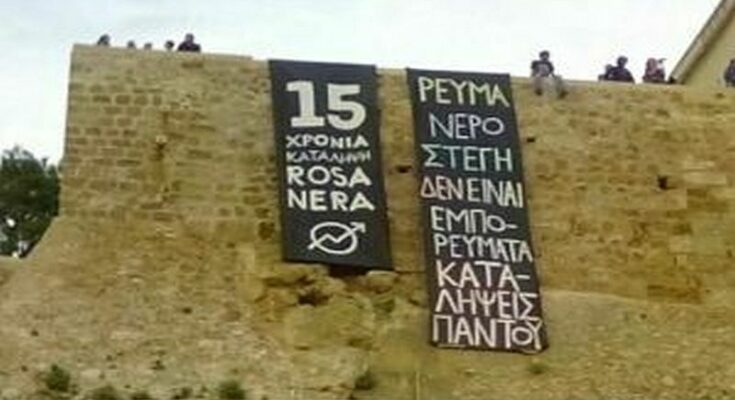 15
ΧΡΟΝΙΑ
ΚΑΤΑΛΗΨΗ
ROSA
NERA
ΡΕΥΜΑ
ΝΕΡΟ
ΣΤΕΓΗ
ΔΕΝ ΕΙΝΑΙ
ΕΜΠΟ-
ΡΕΥΜΑΤΑ
ΚΑΤΑ-
ΛΗΨΕΙΣ
ΠΑΝΤΟΥ